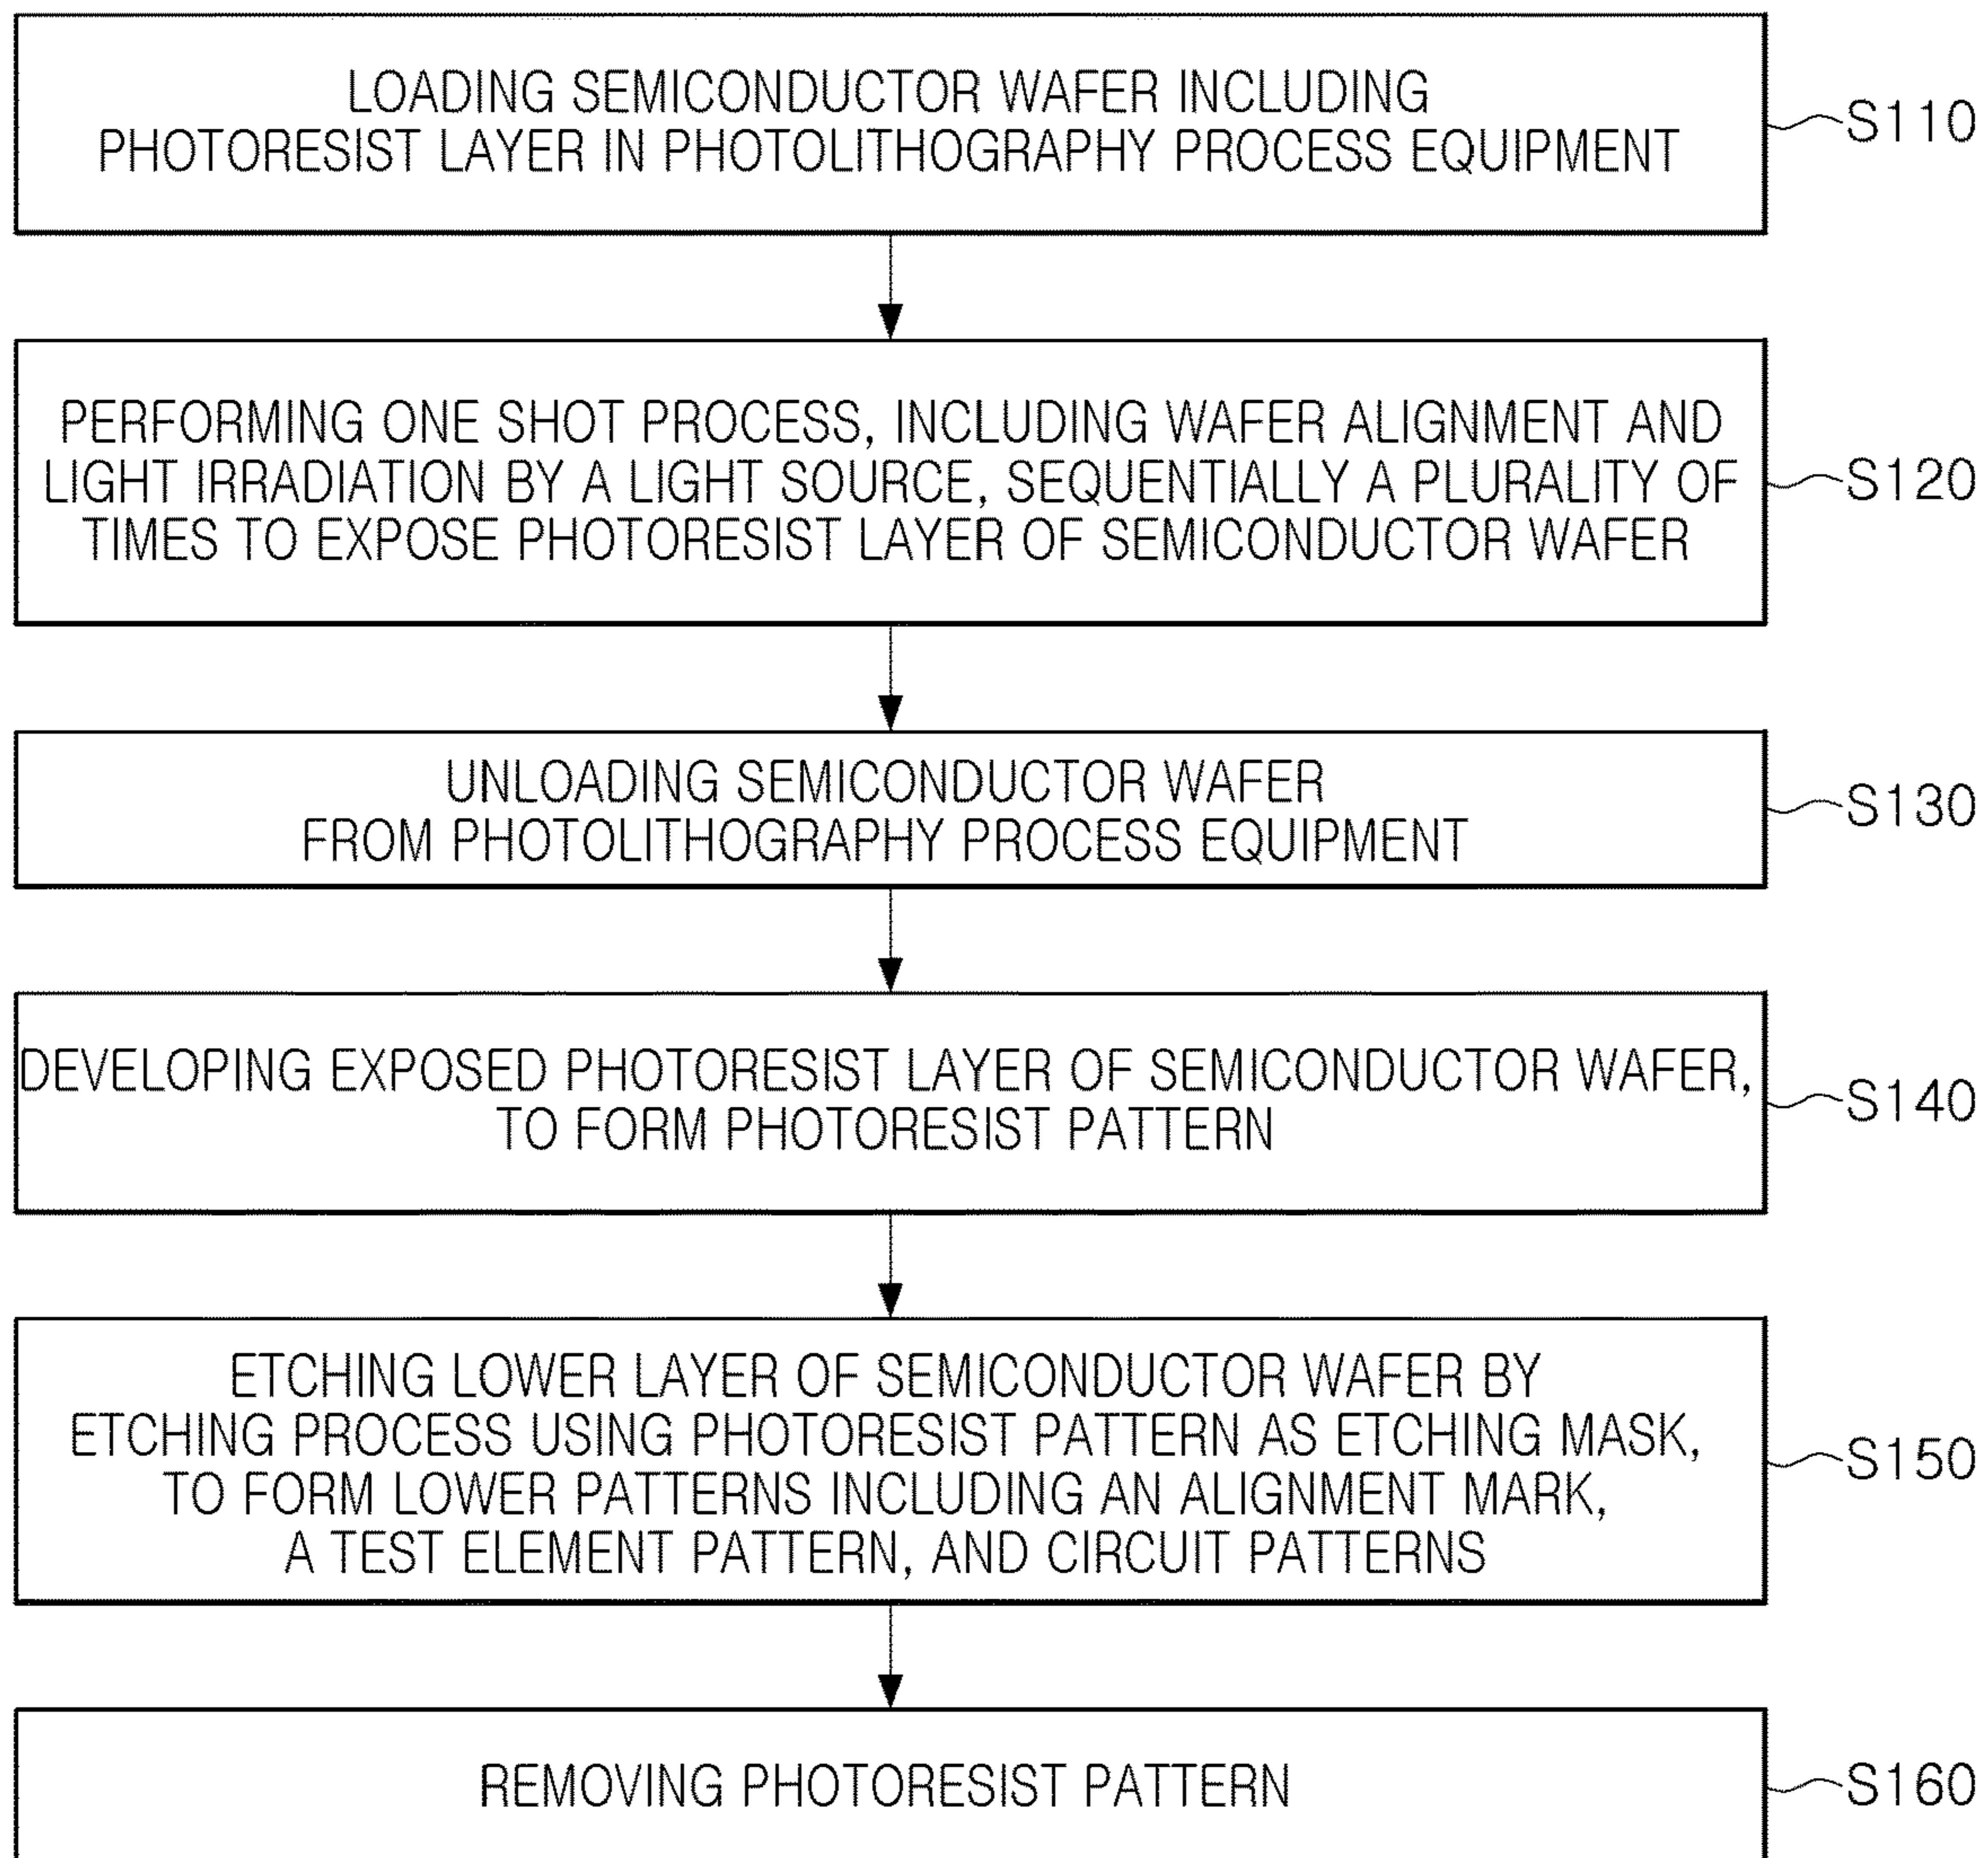 LOADING SEMICONDUCTOR WAFER INCLUDING
PHOTORESIST LAYER IN PHOTOLITHOGRAPHY PROCESS EQUIPMENT
S110
PERFORMING ONE SHOT PROCESS, INCLUDING WAFER ALIGNMENT AND
LIGHT IRRADIATION BY A LIGHT SOURCE, SEQUENTIALLY A PLURALITY OF
TIMES TO EXPOSE PHOTORESIST LAYER OF SEMICONDUCTOR WAFER
S120
UNLOADING SEMICONDUCTOR WAFER
FROM PHOTOLITHOGRAPHY PROCESS EQUIPMENT
S130
DEVELOPING EXPOSED PHOTORESIST LAYER OF SEMICONDUCTOR WAFER,
TO FORM PHOTORESIST PATTERN
S140
ETCHING LOWER LAYER OF SEMICONDUCTOR WAFER BY
ETCHING PROCESS USING PHOTORESIST PATTERN AS ETCHING MASK,
TO FORM LOWER PATTERNS INCLUDING AN ALIGNMENT MARK,
A TEST ELEMENT PATTERN, AND CIRCUIT PATTERNS
S150
REMOVING PHOTORESIST PATTERN
S160